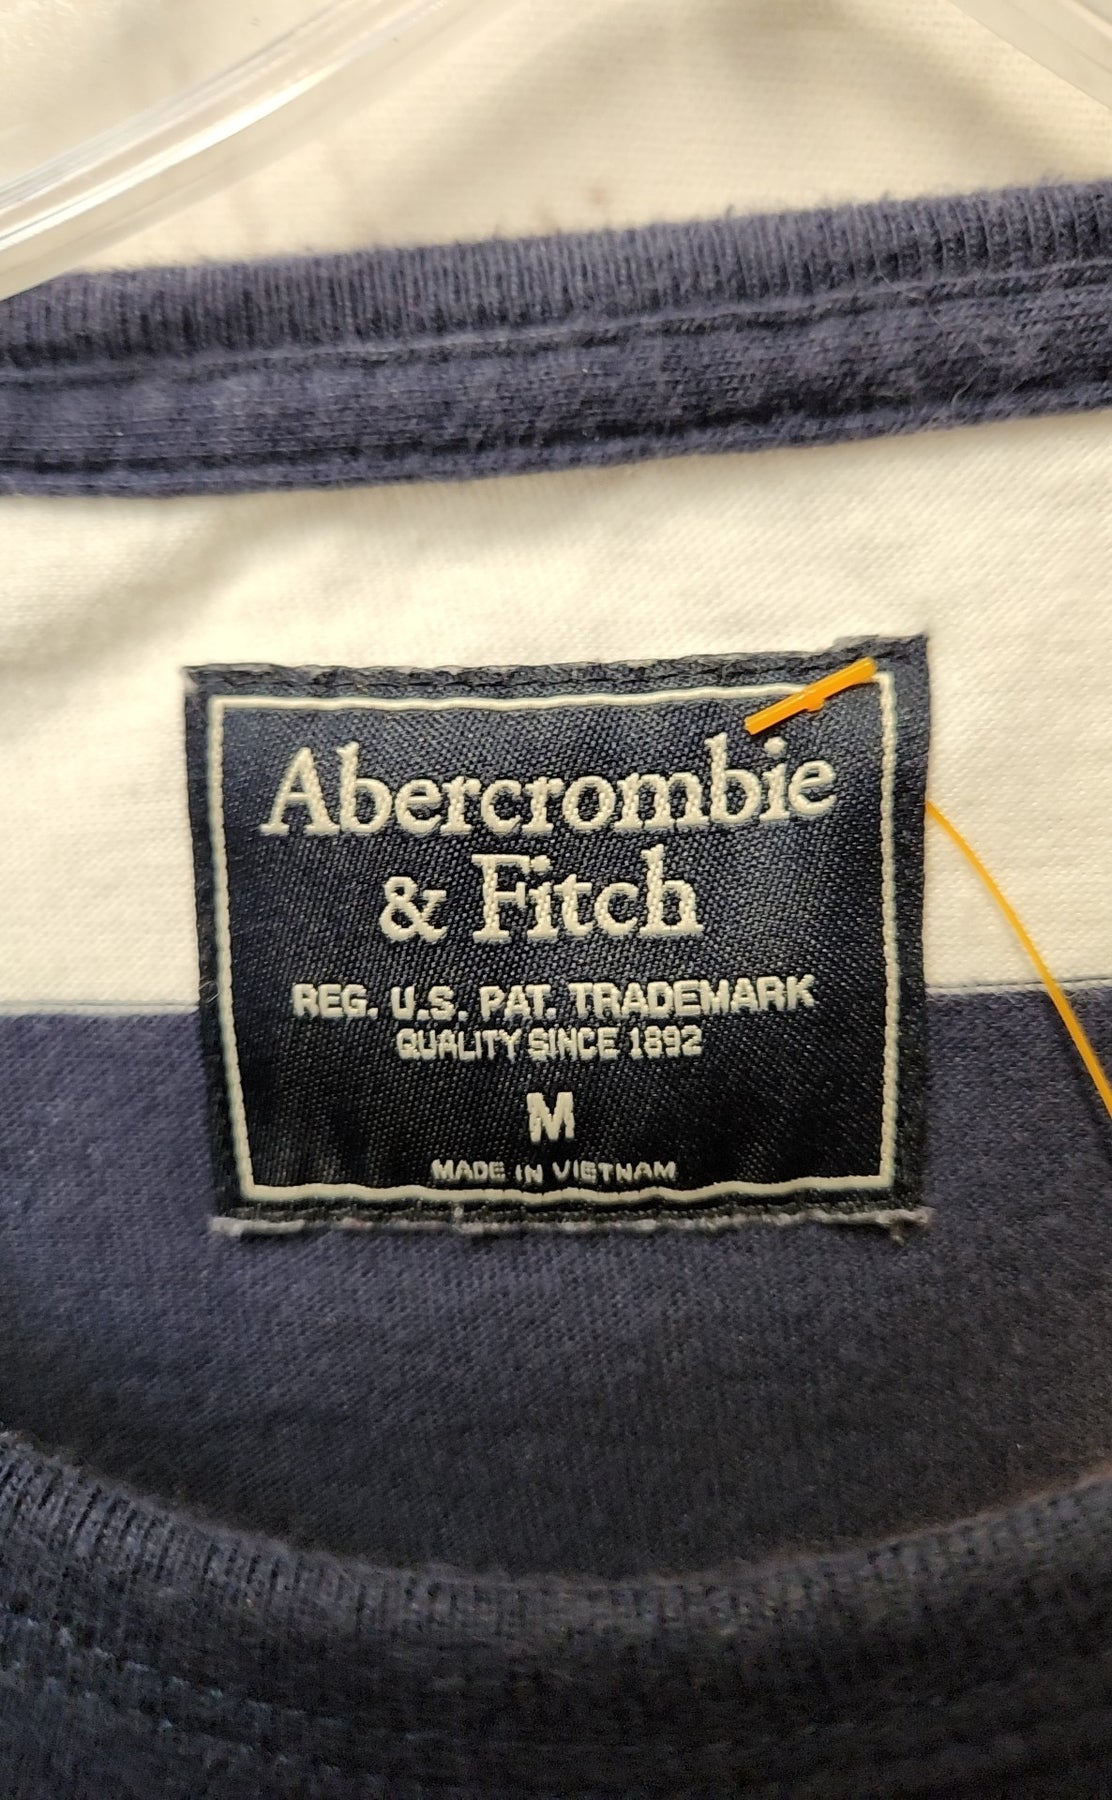 Abercrombie
& Fitch
REG. U.S. PAT. TRADEMARK
QUALITY SINCE 1892
M
MADE IN VIETNAM